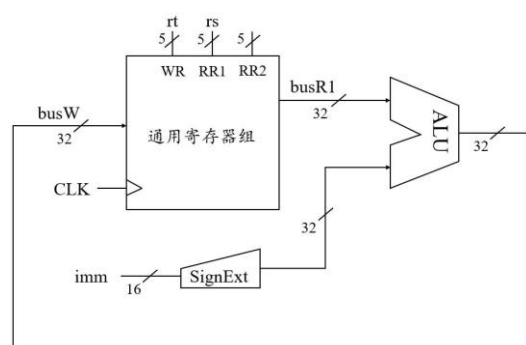 rt rs
5 5 5
WR RR1 RR2
busW
32
通用寄存器组
busR1
32
ALU
32
CLK
32
imm
16
SignExt